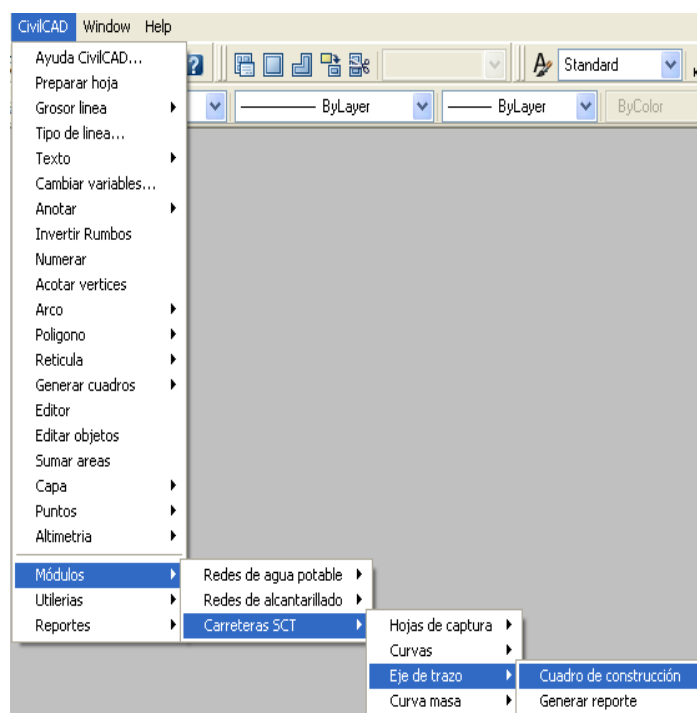 CivilCAD Window Help
Ayuda CivilCAD...
Preparar hoja
Grosor linea
Tipo de linea...
Texto
Cambiar variables...
Anotar
Invertir Rumbos
Numerar
Acotar vertices
Arco
Poligono
Reticula
Generar cuadros
Editor
Editar objetos
Sumar areas
Capa
Puntos
Altimetria
Módulos
Utilerias
Reportes
Standard
ByLayer ByLayer ByColor
Redes de agua potable
Redes de alcantarillado
Carreteras SCT
Hojas de captura
Curvas
Eje de trazo
Curva masa
Cuadro de construcción
Generar reporte